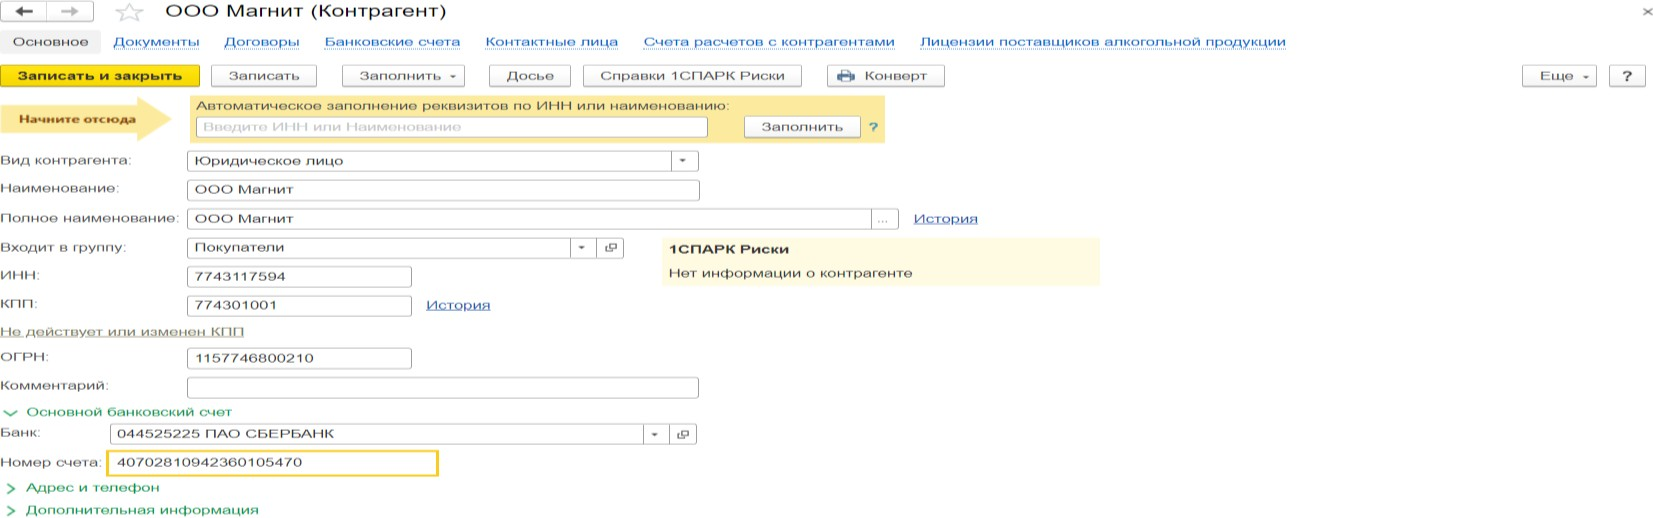 ООО Магнит (Контрагент)
Основное Документы Договоры Банковские счета Контактные лица Счета расчетов с контрагентами Лицензии поставщиков алкогольной продукции
Записать и закрыть Записать Заполнить Досье Справки 1СПАРК Риски Конверт Еще ?
Начните отсюда
Автоматическое заполнение реквизитов по ИНН или наименованию:
Введите ИНН или Наименование Заполнить ?
Вид контрагента: Юридическое лицо
Наименование: ООО Магнит
Полное наименование: ООО Магнит ... История
Входит в группу: Покупатели
1СПАРК Риски
Нет информации о контрагенте
ИНН: 7743117594
КПП: 774301001 История
Не действует или изменен КПП
ОГРН: 1157746800210
Комментарий:
Основной банковский счет
Банк: 044525225 ПАО СБЕРБАНК
Номер счета: 40702810942360105470
Адрес и телефон
Дополнительная информация